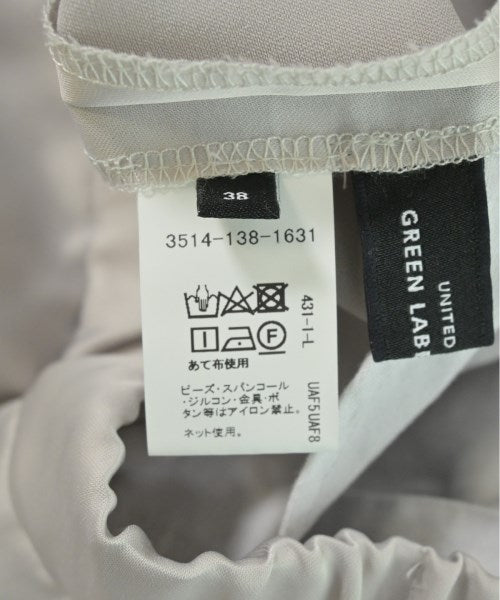 38
3514-138-1631
あて布使用
ビーズ・スパンコール
・ジルコン・金具・ボ
タン等はアイロン禁止。
ネット使用。
431-I-L
UAF5UAF8
UNITED
GREEN LABE